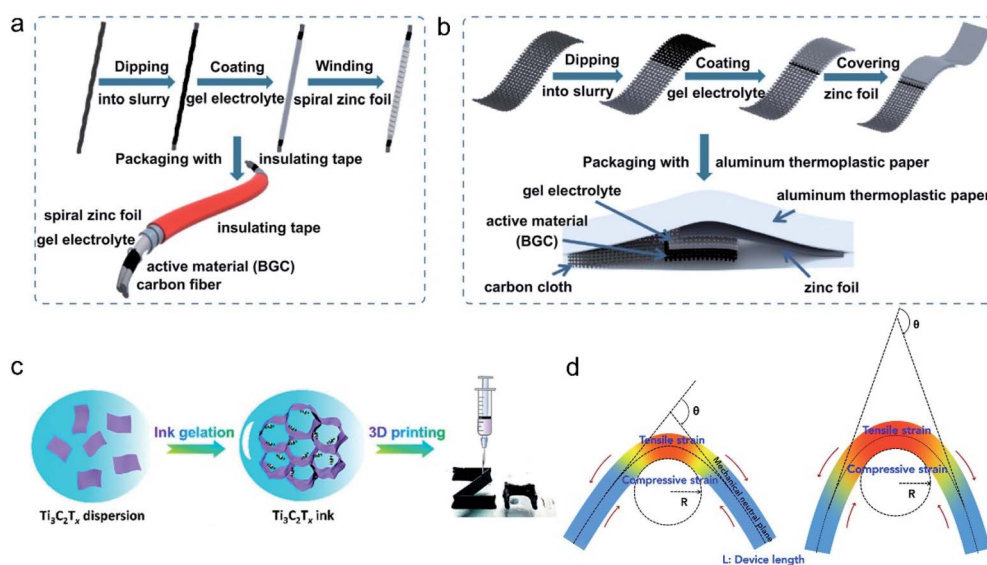 a
Dipping
into slurry
Coating
gel electrolyte
Winding
spiral zinc foil
Packaging with
insulating tape
spiral zinc foil
gel electrolyte
insulating tape
active material (BGC)
carbon fiber
b
Dipping
into slurry
Coating
gel electrolyte
Covering
zinc foil
Packaging with
aluminum thermoplastic paper
gel electrolyte
aluminum thermoplastic paper
active material
(BGC)
carbon cloth
zinc foil
c
Ink gelation
3D printing
Ti₃C₂Tₓ dispersion
Ti₃C₂Tₓ ink
d
θ
Tensile strain
Compressive strain
R
Mechanical neutral plane
L: Device length
θ
Tensile strain
Compressive strain
R